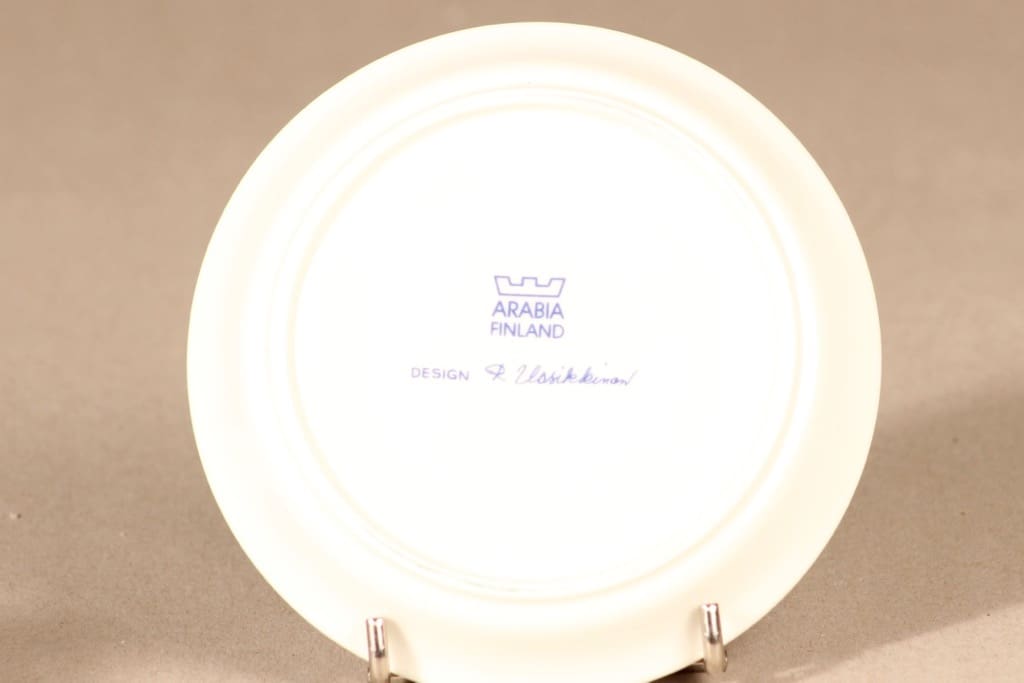 ARABIA
FINLAND
DESIGN R Uosikkinen